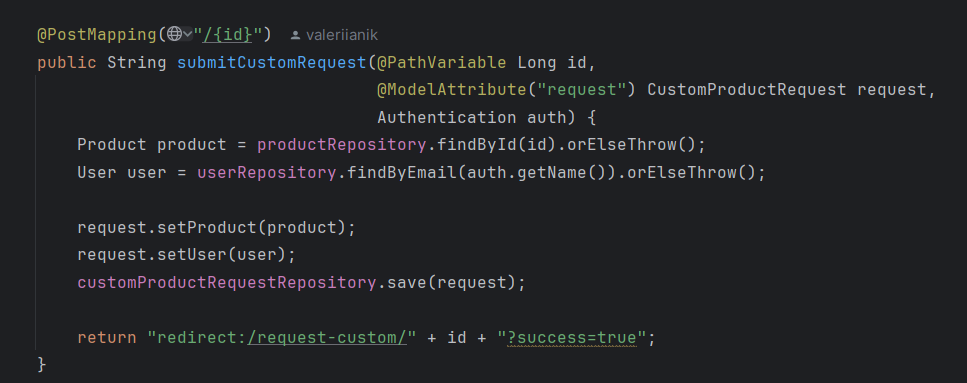 @PostMapping("/{id}") valeriianik
public String submitCustomRequest(@PathVariable Long id,
@ModelAttribute("request") CustomProductRequest request,
Authentication auth) {
Product product = productRepository.findById(id).orElseThrow();
User user = userRepository.findByEmail(auth.getName()).orElseThrow();
request.setProduct(product);
request.setUser(user);
customProductRequestRepository.save(request);
return "redirect:/request-custom/" + id + "?success=true";
}